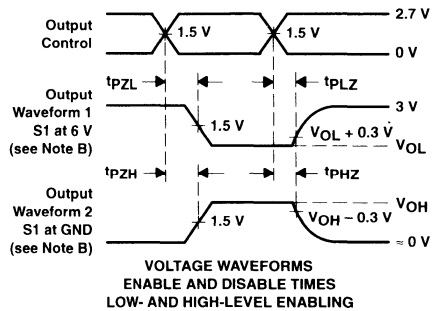 Output
Control
1.5 V
1.5 V
2.7 V
0 V
tPZL
tPLZ
Output
Waveform 1
S1 at 6 V
(see Note B)
1.5 V
3 V
VOL + 0.3 V
VOL
tPZH
tPHZ
Output
Waveform 2
S1 at GND
(see Note B)
1.5 V
VOH
VOH − 0.3 V
≈ 0 V
VOLTAGE WAVEFORMS
ENABLE AND DISABLE TIMES
LOW- AND HIGH-LEVEL ENABLING